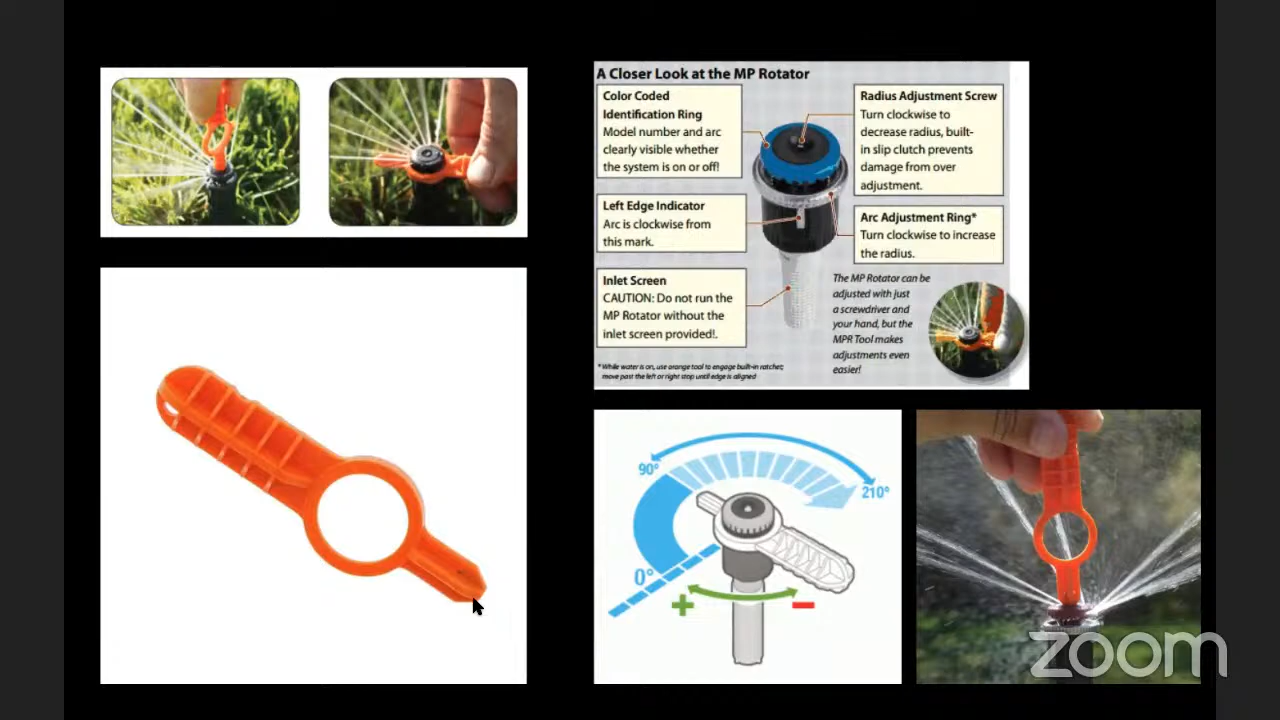 A Closer Look at the MP Rotator
Color Coded
Identification Ring
Model number and arc
clearly visible whether
the system is on or off!
Left Edge Indicator
Arc is clockwise from
this mark.
Inlet Screen
CAUTION: Do not run the
MP Rotator without the
inlet screen provided!.
* While water is on, use orange tool to engage built-in ratchet;
move past the left or right stop until edge is aligned
Radius Adjustment Screw
Turn clockwise to
decrease radius, built-
in slip clutch prevents
damage from over
adjustment.
Arc Adjustment Ring*
Turn clockwise to increase
the radius.
The MP Rotator can be
adjusted with just
a screwdriver and
your hand, but the
MPR Tool makes
adjustments even
easier!
90°
210°
0°
+ −
zoom